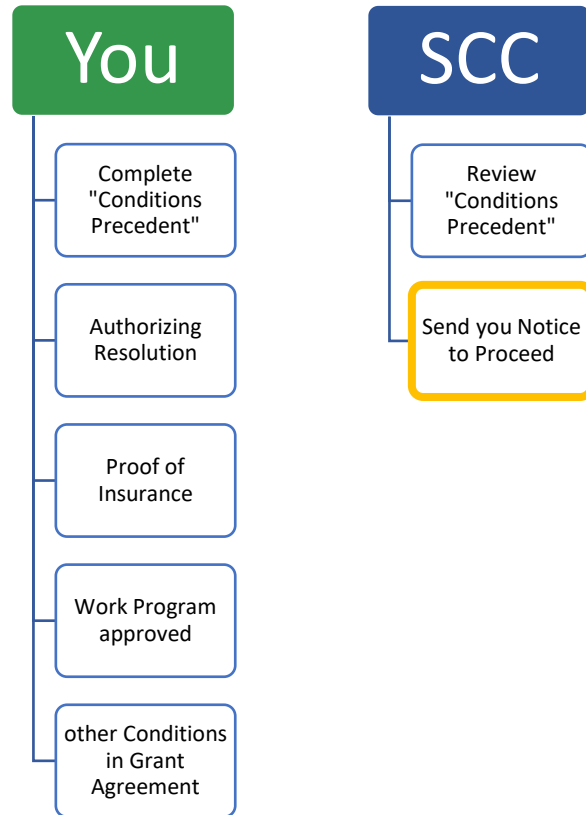 You
Complete
"Conditions
Precedent"
Authorizing
Resolution
Proof of
Insurance
Work Program
approved
other Conditions
in Grant
Agreement
SCC
Review
"Conditions
Precedent"
Send you Notice
to Proceed